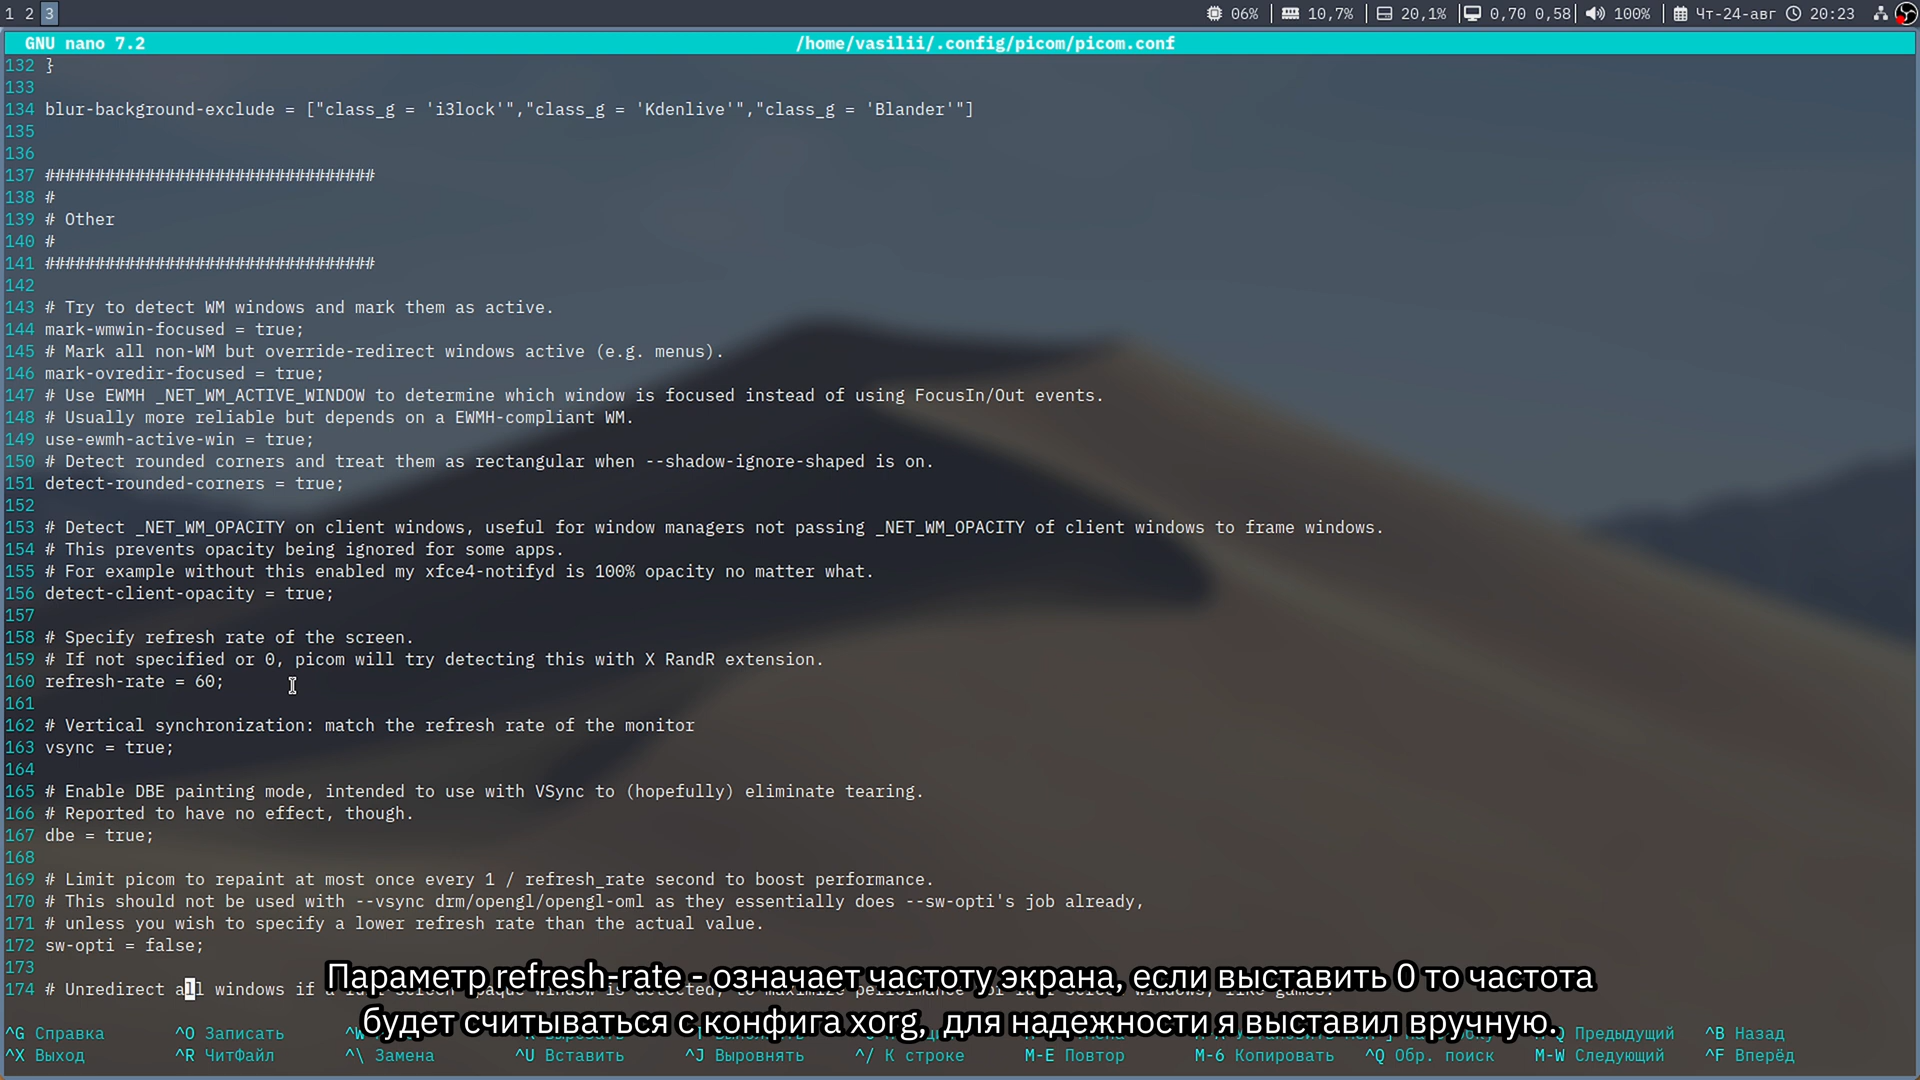 1 2 3 06% 10,7% 20,1% 0,70 0,58 100% Чт-24-авг 20:23
GNU nano 7.2 /home/vasilii/.config/picom/picom.conf
132 }
133
134 blur-background-exclude = ["class_g = 'i3lock'","class_g = 'Kdenlive'","class_g = 'Blander'"]
135
136
137 #################################
138 #
139 # Other
140 #
141 #################################
142
143 # Try to detect WM windows and mark them as active.
144 mark-wmwin-focused = true;
145 # Mark all non-WM but override-redirect windows active (e.g. menus).
146 mark-ovredir-focused = true;
147 # Use EWMH _NET_WM_ACTIVE_WINDOW to determine which window is focused instead of using FocusIn/Out events.
148 # Usually more reliable but depends on a EWMH-compliant WM.
149 use-ewmh-active-win = true;
150 # Detect rounded corners and treat them as rectangular when --shadow-ignore-shaped is on.
151 detect-rounded-corners = true;
152
153 # Detect _NET_WM_OPACITY on client windows, useful for window managers not passing _NET_WM_OPACITY of client windows to frame windows.
154 # This prevents opacity being ignored for some apps.
155 # For example without this enabled my xfce4-notifyd is 100% opacity no matter what.
156 detect-client-opacity = true;
157
158 # Specify refresh rate of the screen.
159 # If not specified or 0, picom will try detecting this with X RandR extension.
160 refresh-rate = 60;
161
162 # Vertical synchronization: match the refresh rate of the monitor
163 vsync = true;
164
165 # Enable DBE painting mode, intended to use with VSync to (hopefully) eliminate tearing.
166 # Reported to have no effect, though.
167 dbe = true;
168
169 # Limit picom to repaint at most once every 1 / refresh_rate second to boost performance.
170 # This should not be used with --vsync drm/opengl/opengl-oml as they essentially does --sw-opti's job already,
171 # unless you wish to specify a lower refresh rate than the actual value.
172 sw-opti = false;
173
174 # Unredirect all windows if a
Параметр refresh-rate - означает частоту экрана, если выставить 0 то частота
будет считываться с конфига xorg, для надежности я выставил вручную.
^G Справка ^O Записать Предыдущий ^B Назад
^X Выход ^R ЧитФайл ^\ Замена ^U Вставить ^J Выровнять ^/ К строке M-E Повтор M-6 Копировать ^Q Обр. поиск M-W Следующий ^F Вперёд